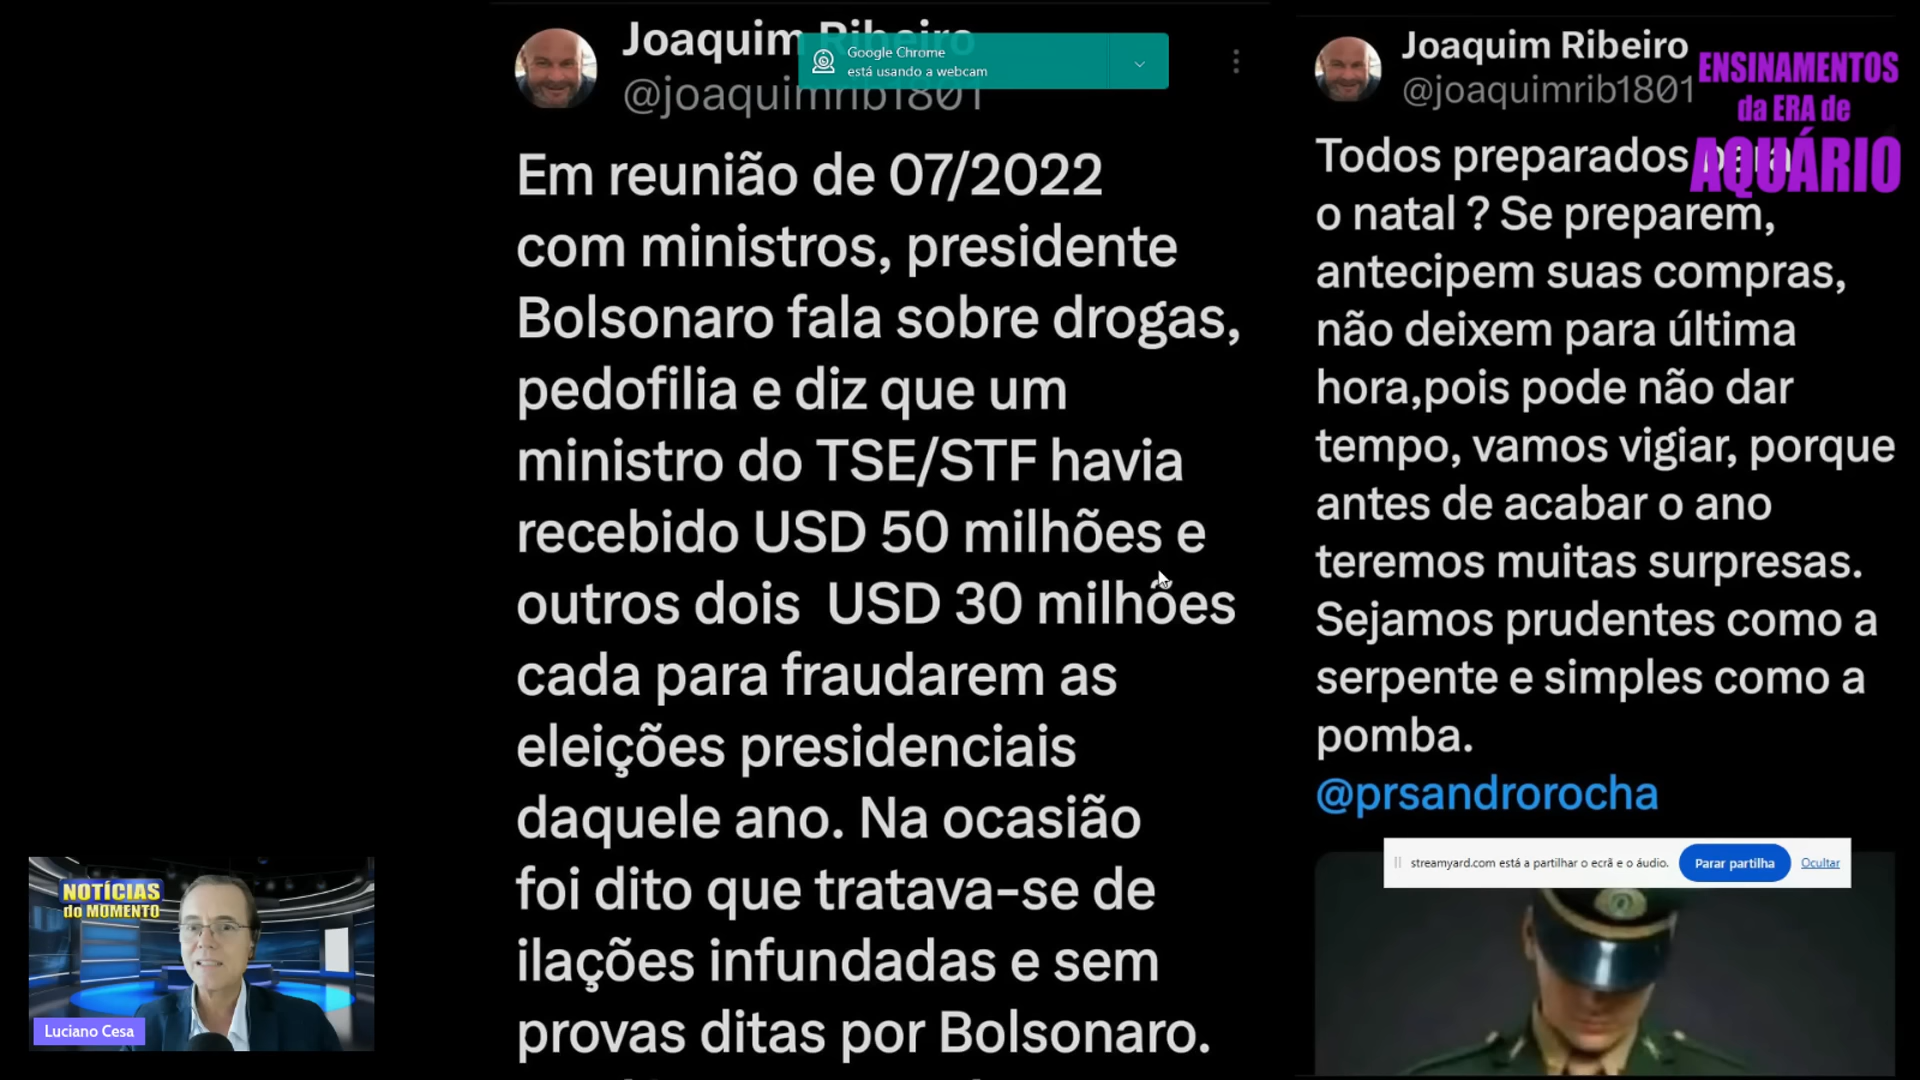 Joaquim Ribeiro
@joaquimrib1801
Google Chrome
está usando a webcam
Em reunião de 07/2022
com ministros, presidente
Bolsonaro fala sobre drogas,
pedofilia e diz que um
ministro do TSE/STF havia
recebido USD 50 milhões e
outros dois USD 30 milhões
cada para fraudarem as
eleições presidenciais
daquele ano. Na ocasião
foi dito que tratava-se de
ilações infundadas e sem
provas ditas por Bolsonaro.
Joaquim Ribeiro
@joaquimrib1801
ENSINAMENTOS
da ERA de
AQUÁRIO
Todos preparados para
o natal ? Se preparem,
antecipem suas compras,
não deixem para última
hora,pois pode não dar
tempo, vamos vigiar, porque
antes de acabar o ano
teremos muitas surpresas.
Sejamos prudentes como a
serpente e simples como a
pomba.
@prsandrorocha
streamyard.com está a partilhar o ecrã e o áudio.
Parar partilha
Ocultar
NOTÍCIAS
do MOMENTO
Luciano Cesa